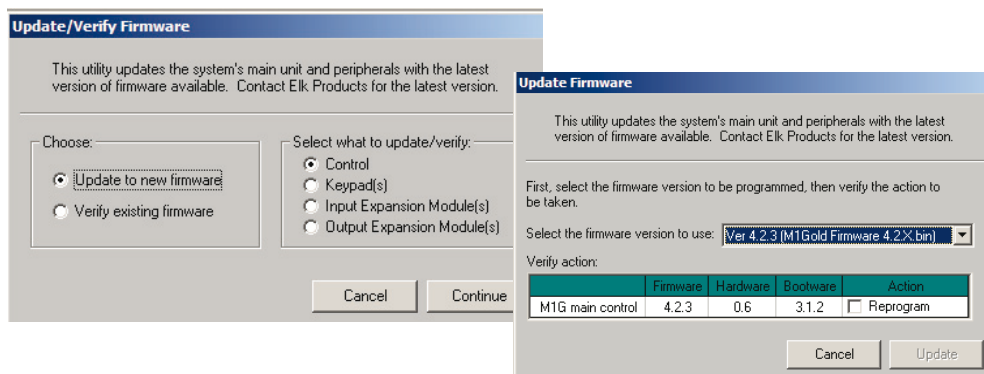 Update/Verify Firmware
This utility updates the system's main unit and peripherals with the latest
version of firmware available.  Contact Elk Products for the latest version.
Choose:
Update to new firmware
Verify existing firmware
Select what to update/verify:
Control
Keypad(s)
Input Expansion Module(s)
Output Expansion Module(s)
Cancel
Continue
Update Firmware
This utility updates the system's main unit and peripherals with the latest
version of firmware available.  Contact Elk Products for the latest version.
First, select the firmware version to be programmed, then verify the action to
be taken.
Select the firmware version to use: Ver 4.2.3 (M1Gold Firmware 4.2.X.bin)
Verify action:
Firmware Hardware Bootware Action
M1G main control 4.2.3 0.6 3.1.2 Reprogram
Cancel
Update